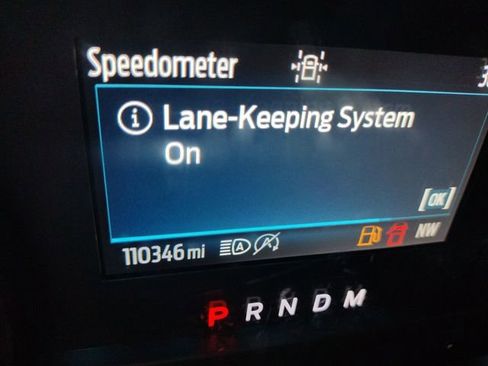 Speedometer
Lane-Keeping System
On
[OK]
110346 mi
A
A
NW
P R N D M